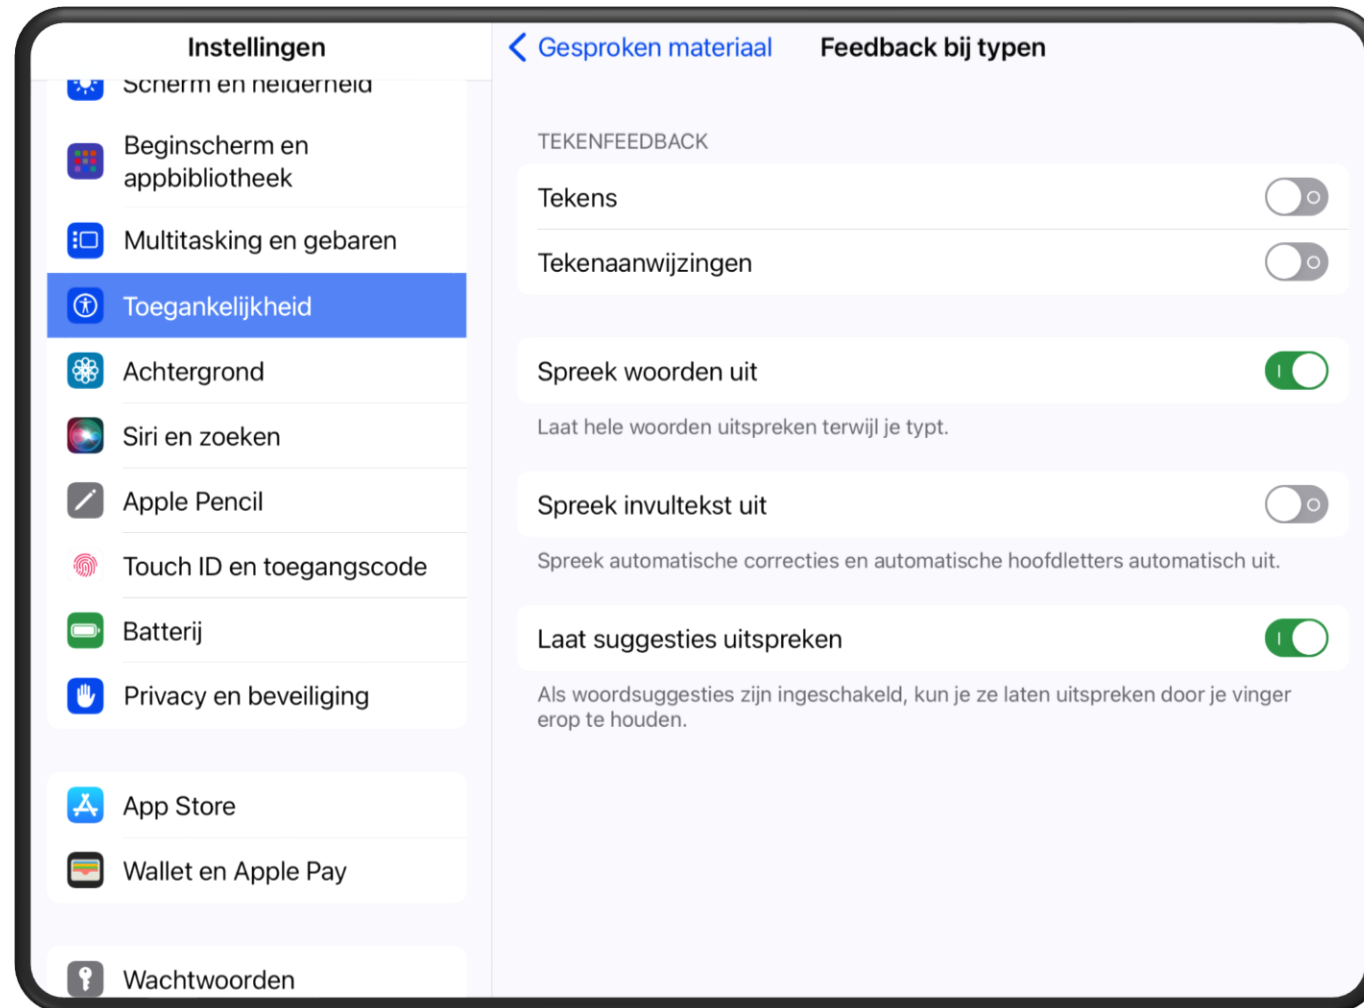 Instellingen
Scherm en helderheid
Beginscherm en
appbibliotheek
Multitasking en gebaren
Toegankelijkheid
Achtergrond
Siri en zoeken
Apple Pencil
Touch ID en toegangscode
Batterij
Privacy en beveiliging
App Store
Wallet en Apple Pay
Wachtwoorden
Gesproken materiaal
Feedback bij typen
TEKENFEEDBACK
Tekens
Tekenaanwijzingen
Spreek woorden uit
Laat hele woorden uitspreken terwijl je typt.
Spreek invultekst uit
Spreek automatische correcties en automatische hoofdletters automatisch uit.
Laat suggesties uitspreken
Als woordsuggesties zijn ingeschakeld, kun je ze laten uitspreken door je vinger
erop te houden.